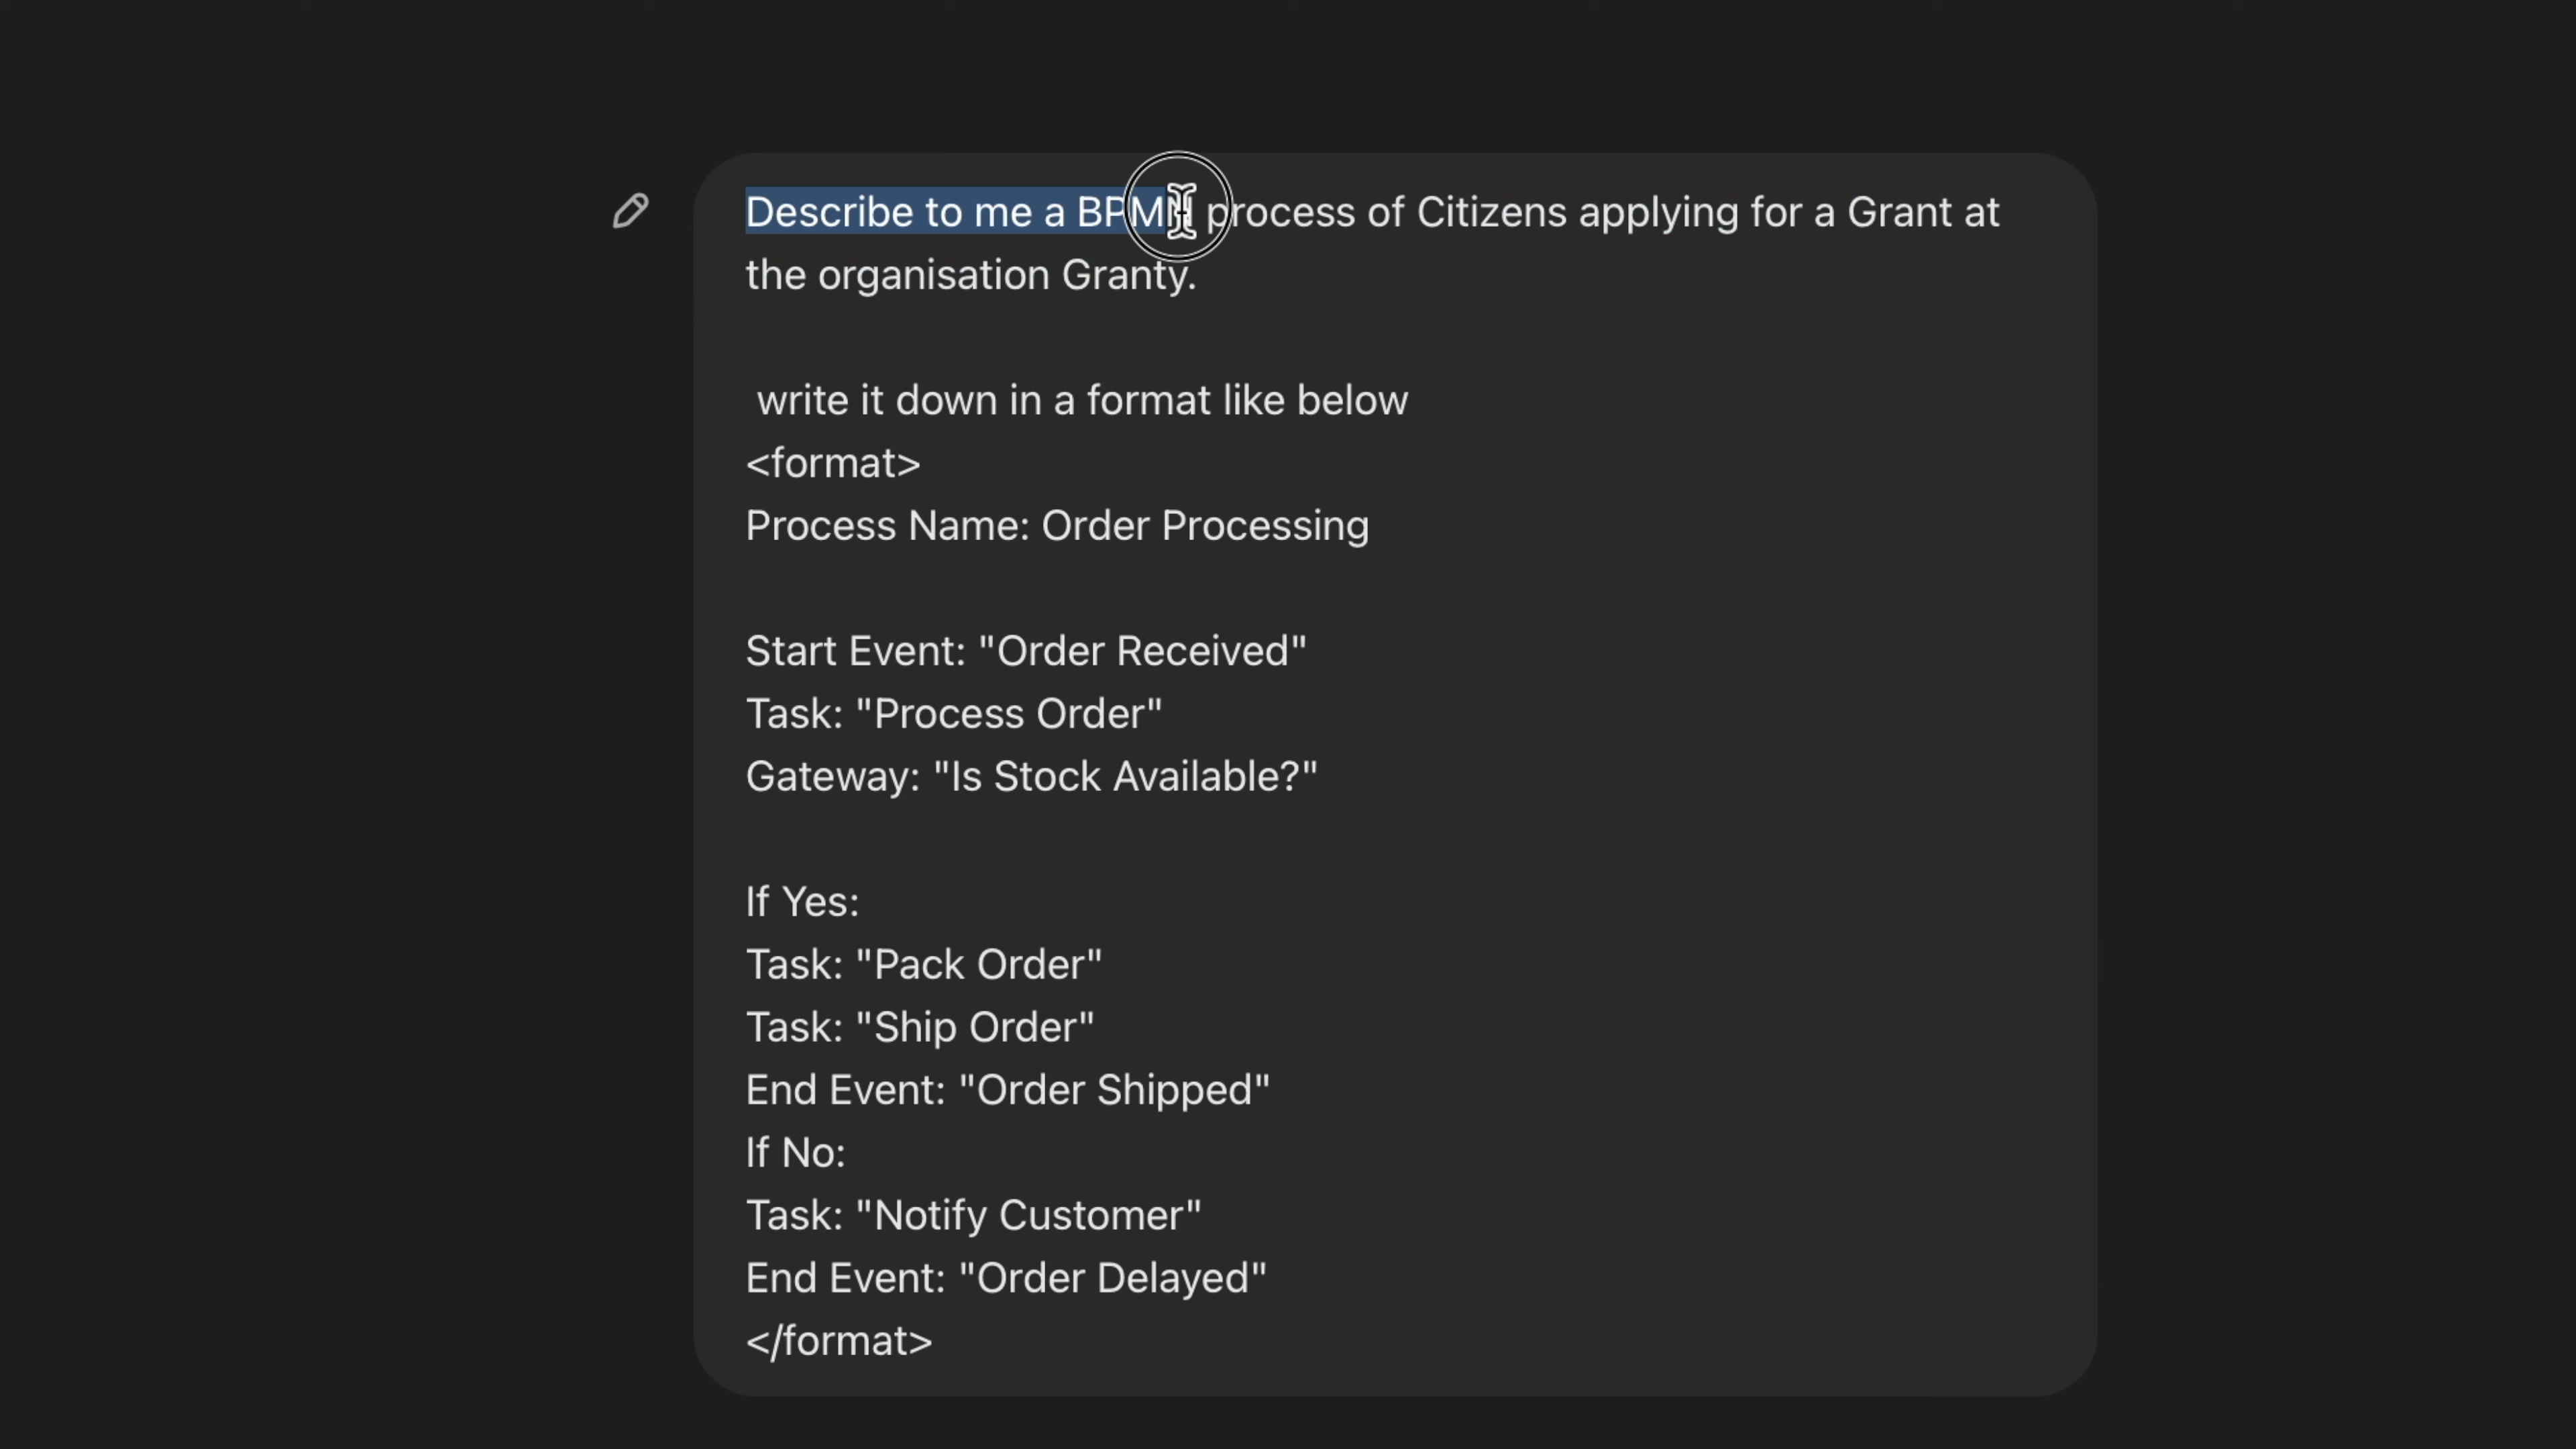 Describe to me a BPMN process of Citizens applying for a Grant at
the organisation Granty.
write it down in a format like below
<format>
Process Name: Order Processing
Start Event: "Order Received"
Task: "Process Order"
Gateway: "Is Stock Available?"
If Yes:
Task: "Pack Order"
Task: "Ship Order"
End Event: "Order Shipped"
If No:
Task: "Notify Customer"
End Event: "Order Delayed"
</format>